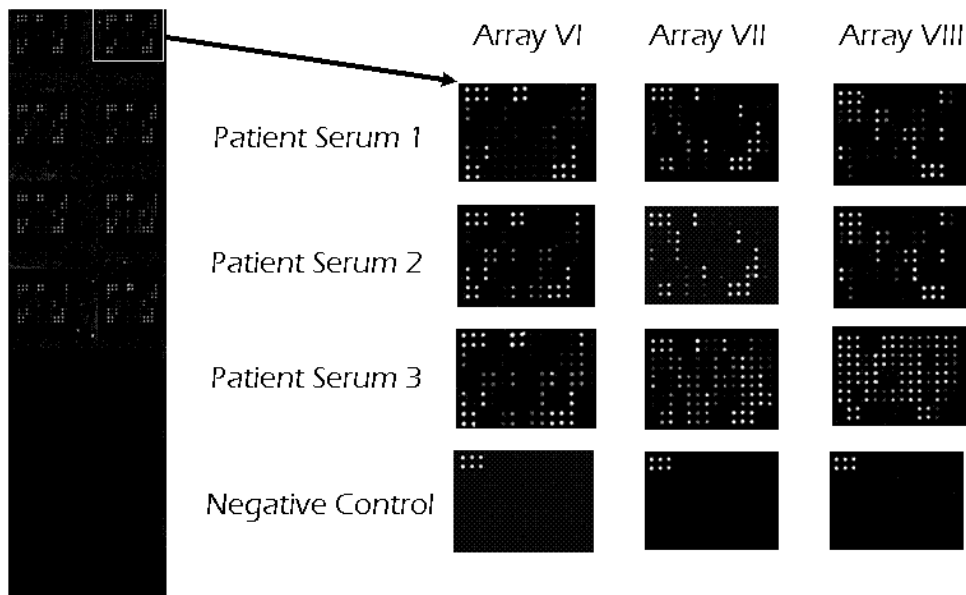 Array VI Array VII Array VIII
Patient Serum 1
Patient Serum 2
Patient Serum 3
Negative Control